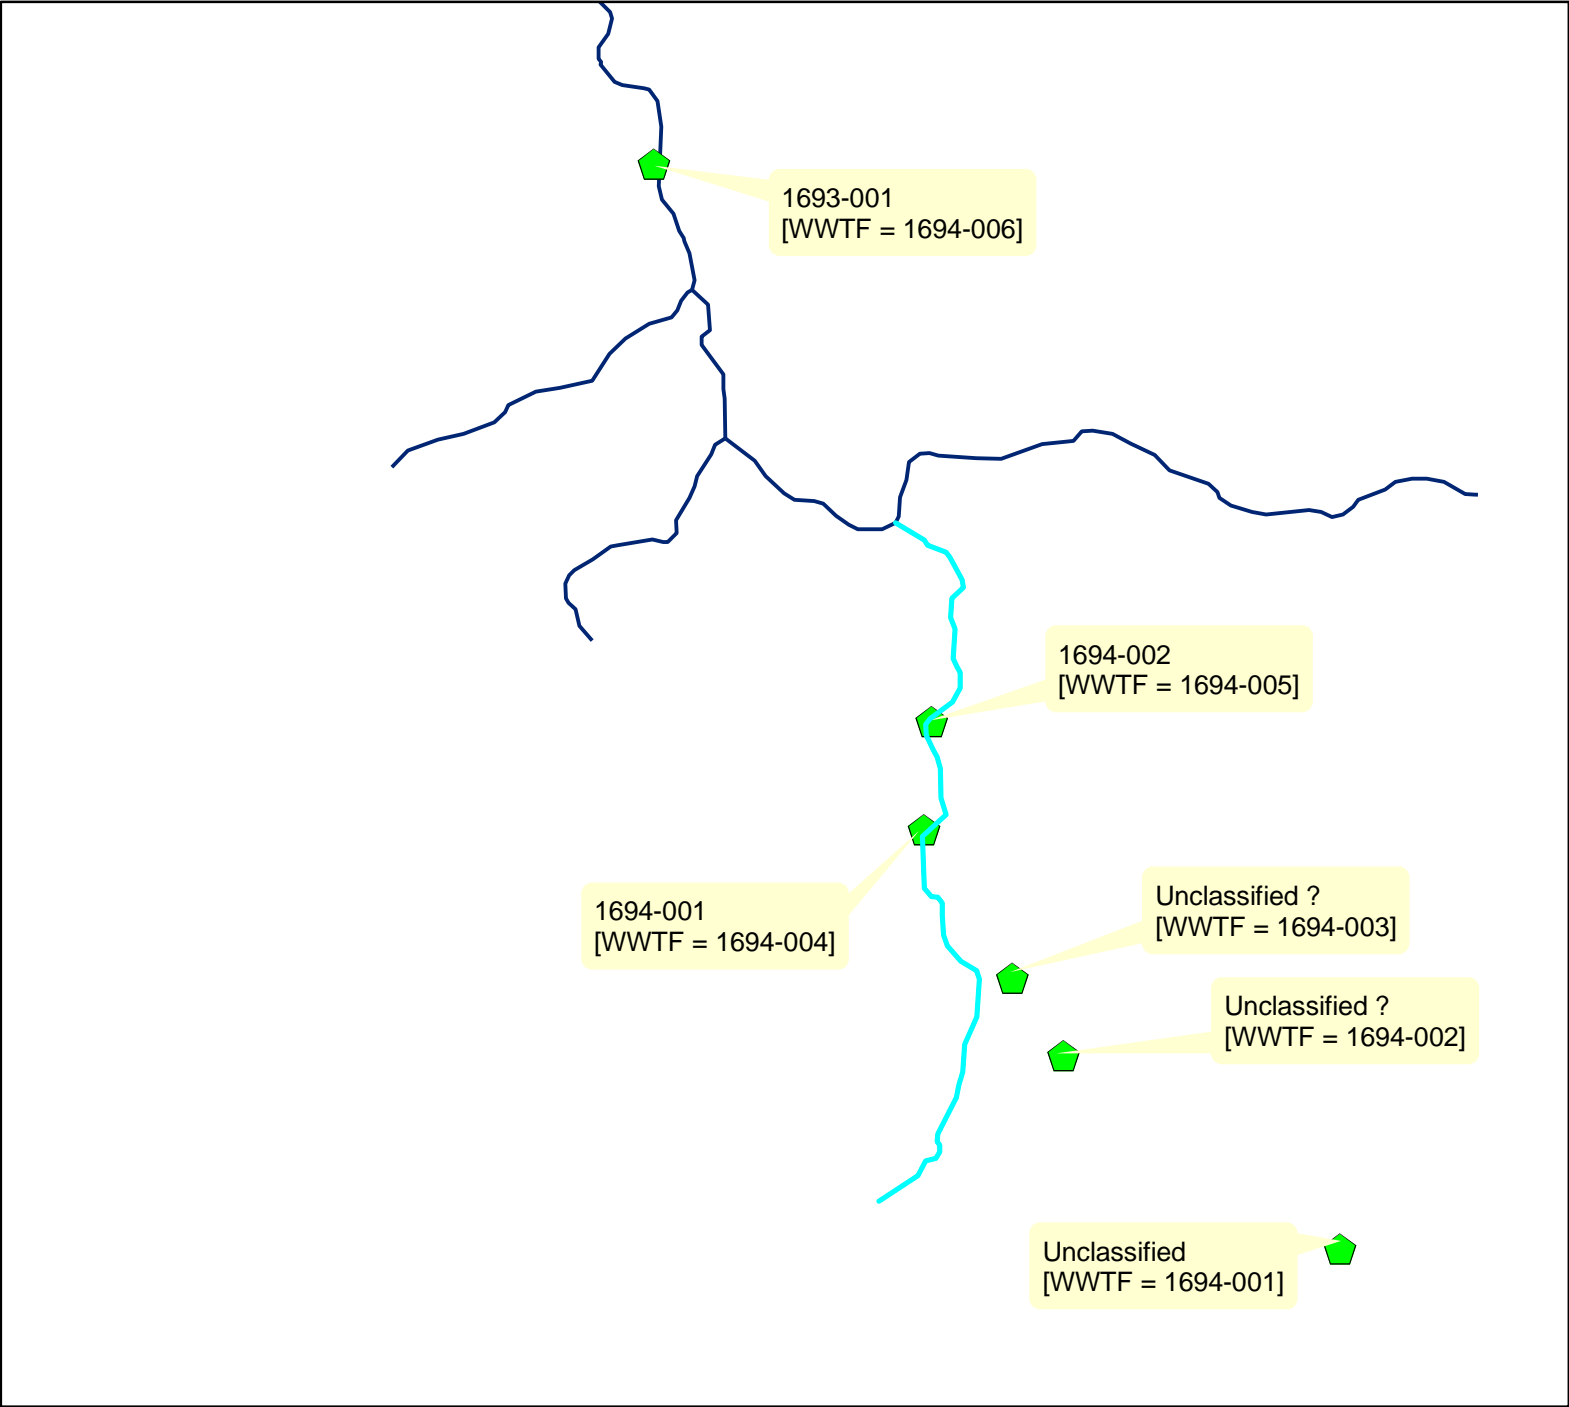 1693-001
[WWTF = 1694-006]
1694-002
[WWTF = 1694-005]
1694-001
[WWTF = 1694-004]
Unclassified ?
[WWTF = 1694-003]
Unclassified ?
[WWTF = 1694-002]
Unclassified
[WWTF = 1694-001]